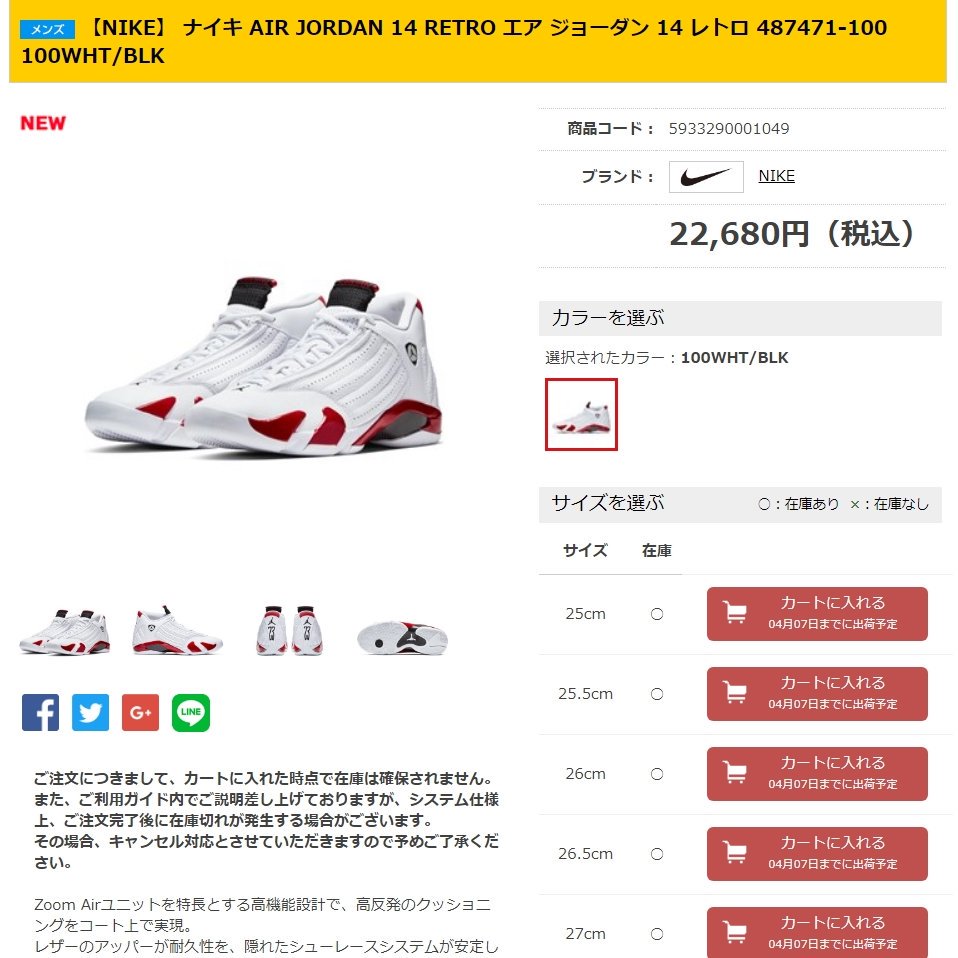 メンズ 【NIKE】 ナイキ AIR JORDAN 14 RETRO エア ジョーダン 14 レトロ 487471-100
100WHT/BLK
NEW
商品コード： 5933290001049
ブランド： NIKE
22,680円（税込）
カラーを選ぶ
選択されたカラー：100WHT/BLK
サイズを選ぶ ○：在庫あり ×：在庫なし
サイズ 在庫
25cm ○ カートに入れる
04月07日までに出荷予定
25.5cm ○ カートに入れる
04月07日までに出荷予定
26cm ○ カートに入れる
04月07日までに出荷予定
26.5cm ○ カートに入れる
04月07日までに出荷予定
27cm ○ カートに入れる
04月07日までに出荷予定
G+ LINE
ご注文につきまして、カートに入れた時点で在庫は確保されません。
また、ご利用ガイド内でご説明差し上げておりますが、システム仕様
上、ご注文完了後に在庫切れが発生する場合がございます。
その場合、キャンセル対応とさせていただきますので予めご了承くだ
さい。
Zoom Airユニットを特長とする高機能設計で、高反発のクッショニ
ングをコート上で実現。
レザーのアッパーが耐久性を、隠れたシューレースシステムが安定し